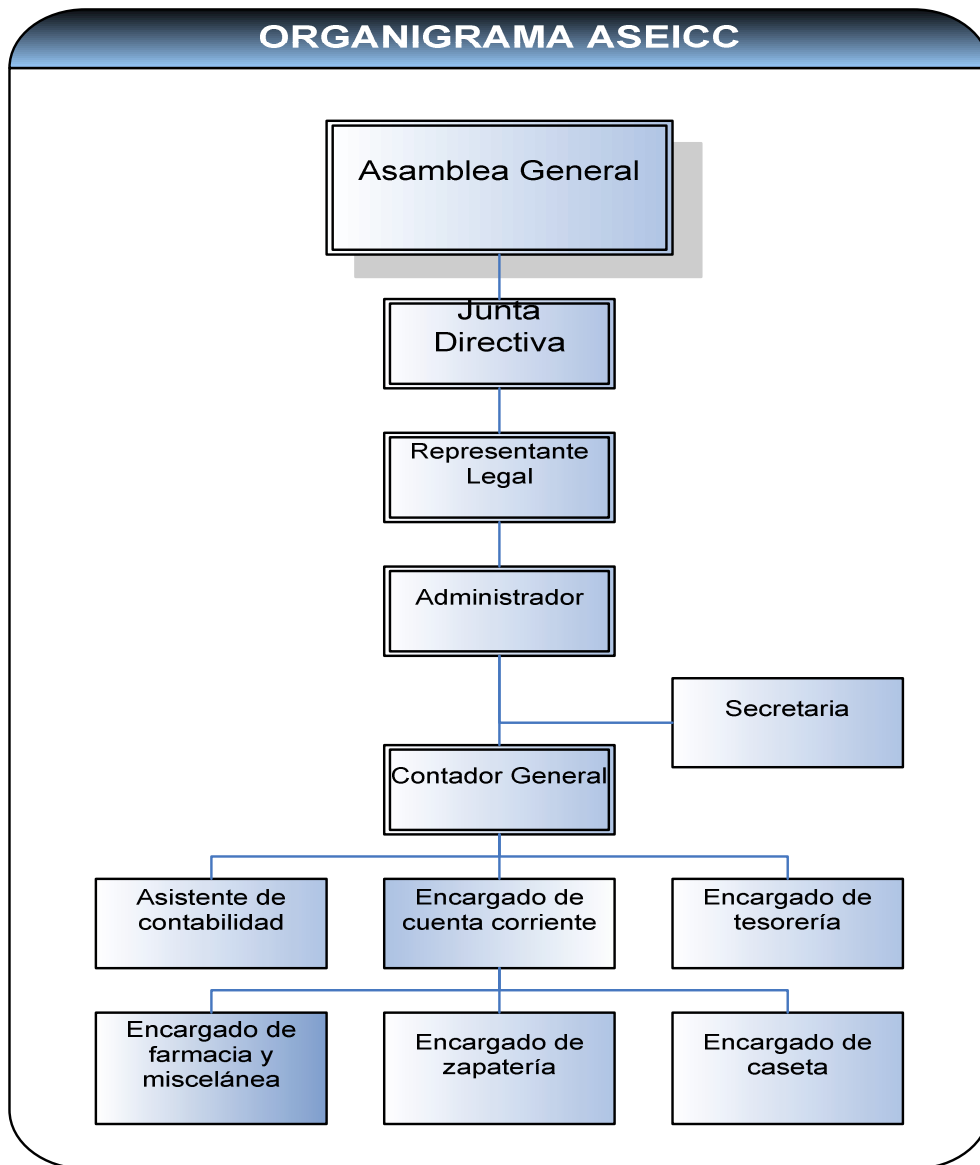 ORGANIGRAMA ASEICC
Asamblea General
Junta
Directiva
Representante
Legal
Administrador
Secretaria
Contador General
Asistente de
contabilidad
Encargado de
cuenta corriente
Encargado de
tesorería
Encargado de
farmacia y
miscelánea
Encargado de
zapatería
Encargado de
caseta